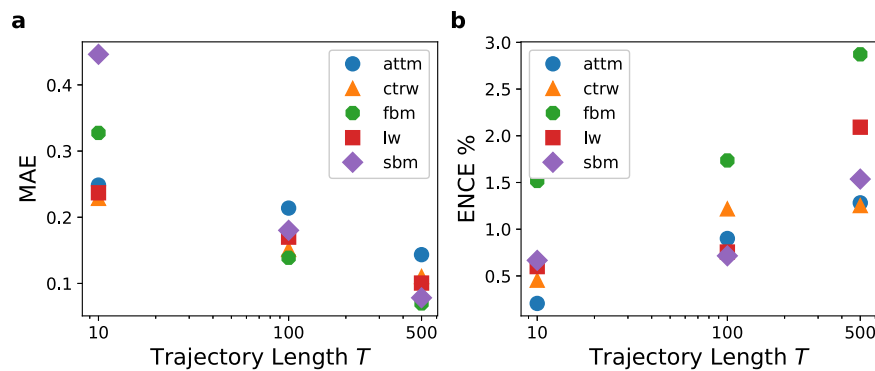 a
MAE
0.4
0.3
0.2
0.1
attm
ctrw
fbm
lw
sbm
10
100
500
Trajectory Length T
b
ENCE %
3.0
2.5
2.0
1.5
1.0
0.5
attm
ctrw
fbm
lw
sbm
10
100
500
Trajectory Length T